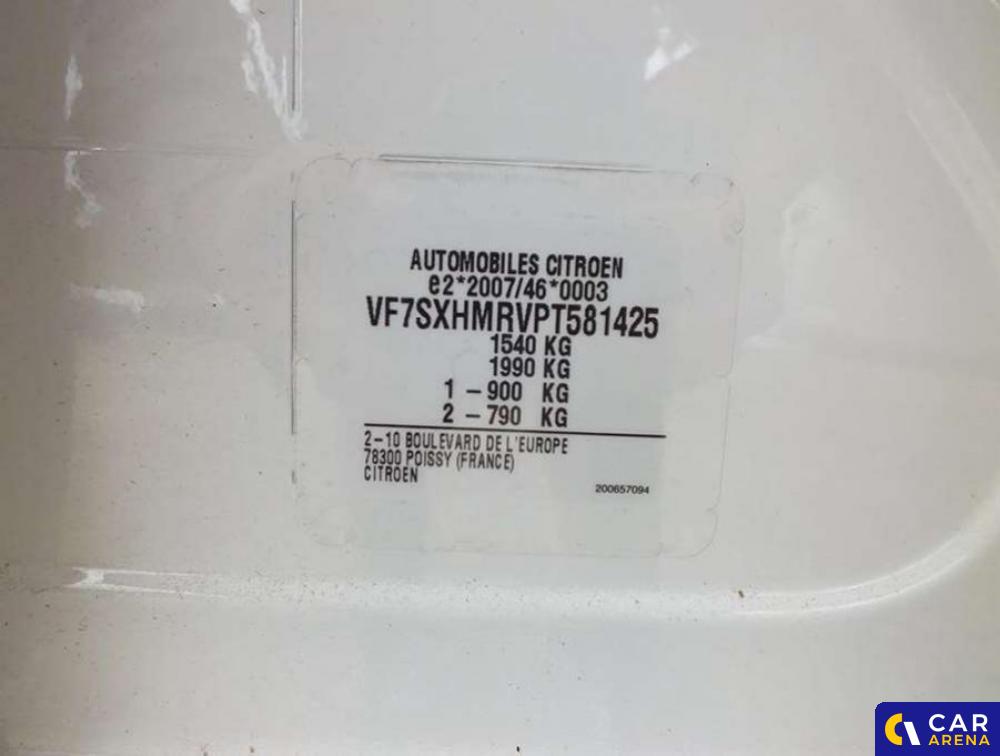 AUTOMOBILES CITROEN
e2*2007/46*0003
VF7SXHMRVPT581425
1540 KG
1990 KG
1 - 900 KG
2 - 790 KG
2-10 BOULEVARD DE L'EUROPE
78300 POISSY (FRANCE)
CITROEN
200657094
CAR
ARENA